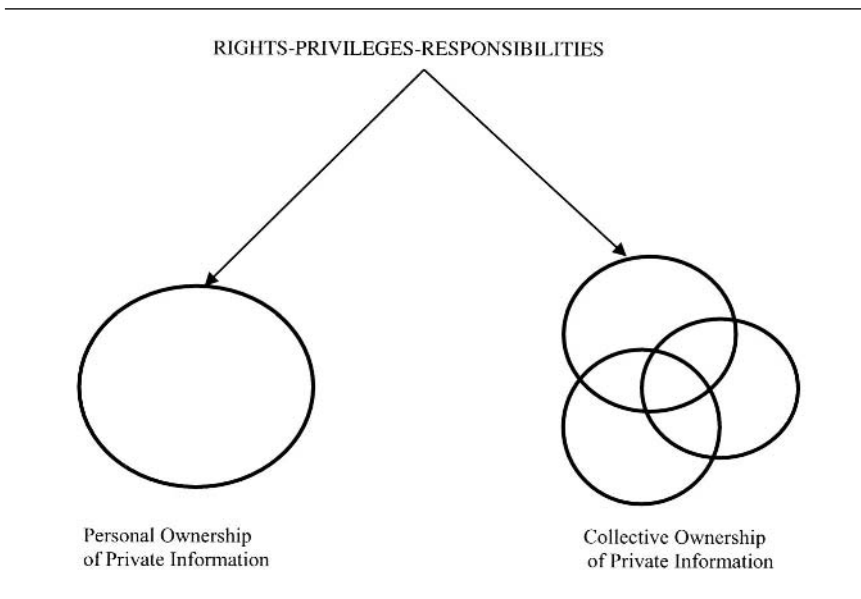 RIGHTS-PRIVILEGES-RESPONSIBILITIES
Personal Ownership
of Private Information
Collective Ownership
of Private Information